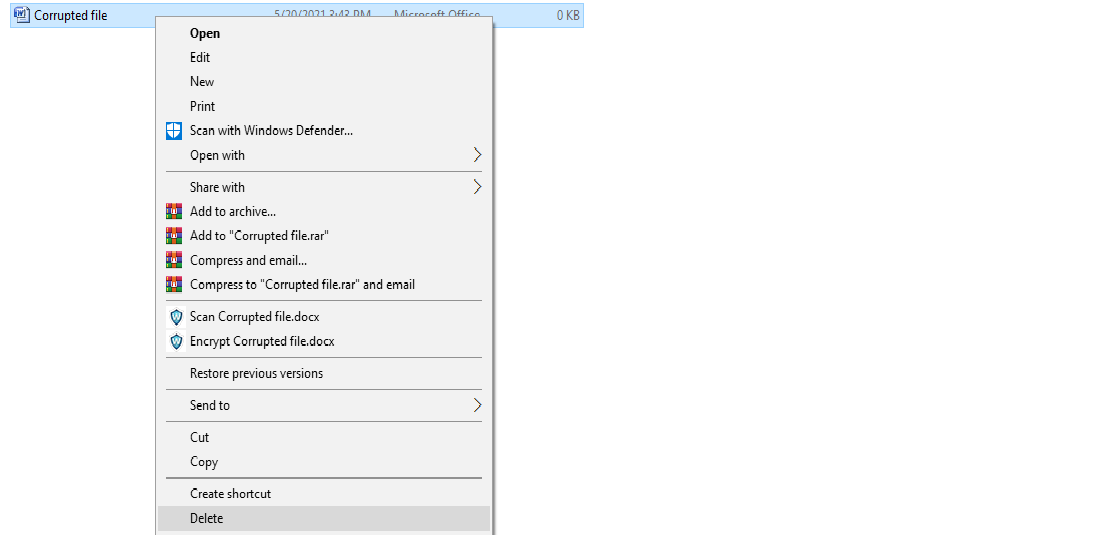 Corrupted file 5/20/2021 3:43 PM Microsoft Office 0 KB
Open
Edit
New
Print
Scan with Windows Defender...
Open with
Share with
Add to archive...
Add to "Corrupted file.rar"
Compress and email...
Compress to "Corrupted file.rar" and email
Scan Corrupted file.docx
Encrypt Corrupted file.docx
Restore previous versions
Send to
Cut
Copy
Create shortcut
Delete